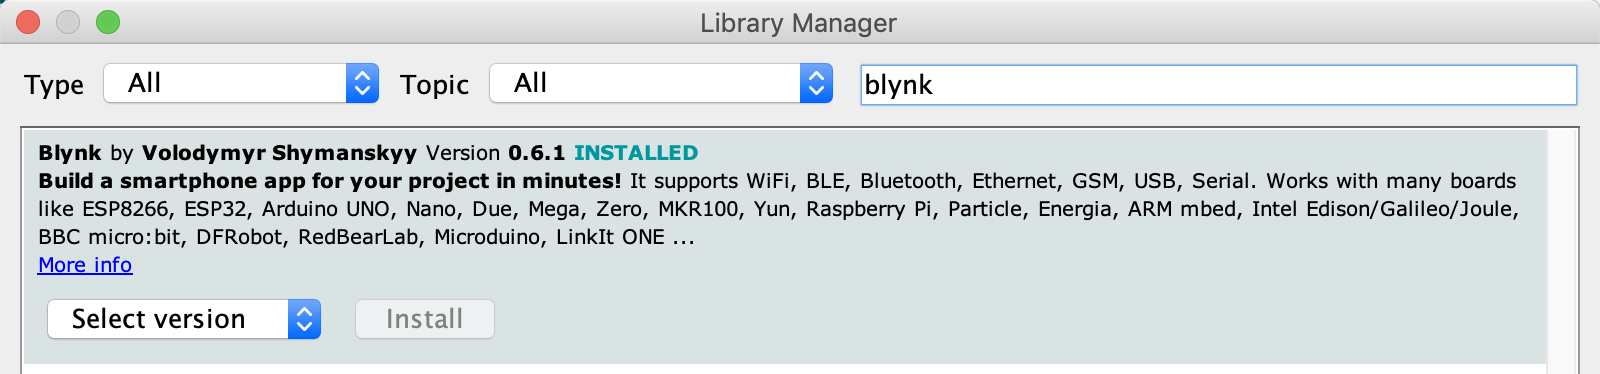 Library Manager
Type All Topic All blynk
Blynk by Volodymyr Shymanskyy Version 0.6.1 INSTALLED
Build a smartphone app for your project in minutes! It supports WiFi, BLE, Bluetooth, Ethernet, GSM, USB, Serial. Works with many boards
like ESP8266, ESP32, Arduino UNO, Nano, Due, Mega, Zero, MKR100, Yun, Raspberry Pi, Particle, Energia, ARM mbed, Intel Edison/Galileo/Joule,
BBC micro:bit, DFRobot, RedBearLab, Microduino, LinkIt ONE ...
More info
Select version Install